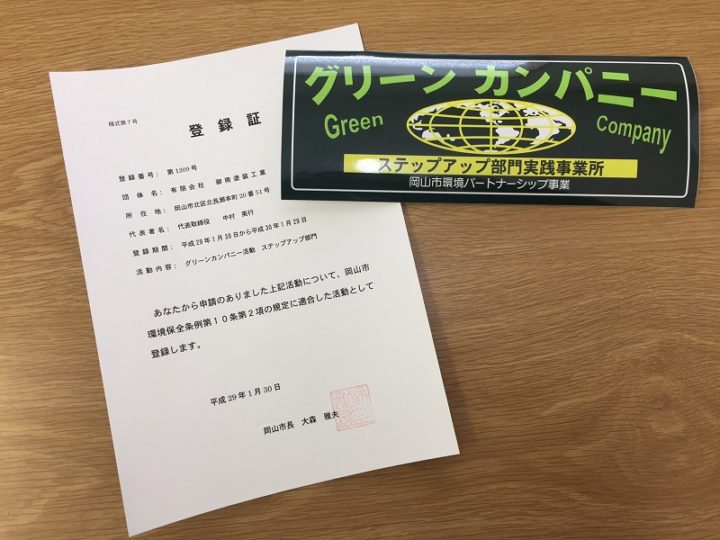 様式第7号
登録証
登録番号： 第1289号
団体名： 有限会社 御南塗装工業
所在地： 岡山市北区北長瀬本町20番51号
代表者名： 代表取締役 中村 美行
登録期間： 平成29年1月30日から平成30年1月29日
活動内容： グリーンカンパニー活動 ステップアップ部門
あなたから申請のありました上記活動について、岡山市
環境保全条例第10条第2項の規定に適合した活動として
登録します。
平成29年1月30日
岡山市長 大森 雅夫
グリーン カンパニー
Green Company
ステップアップ部門実践事業所
岡山市環境パートナーシップ事業